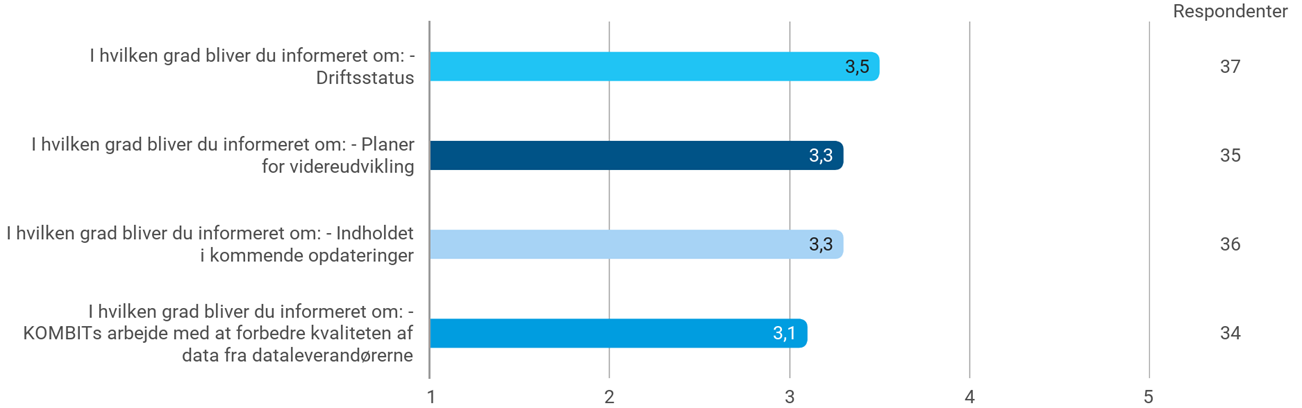 Respondenter
I hvilken grad bliver du informeret om: -
Driftsstatus
3,5
37
I hvilken grad bliver du informeret om: - Planer
for videreudvikling
3,3
35
I hvilken grad bliver du informeret om: - Indholdet
i kommende opdateringer
3,3
36
I hvilken grad bliver du informeret om: -
KOMBITs arbejde med at forbedre kvaliteten af
data fra dataleverandørerne
3,1
34
1 2 3 4 5